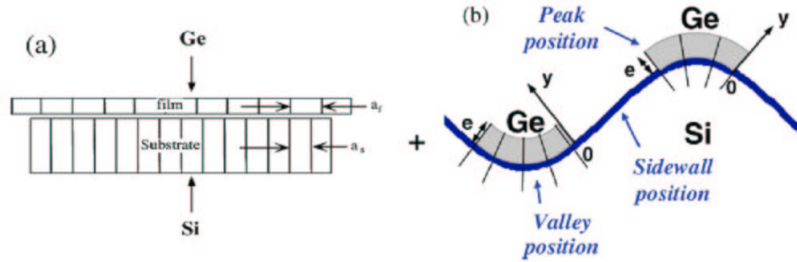 (a)
Ge
film
a_f
Substrate
a_s
Si
+
(b)
Peak
position
Ge
y
e
0
y
Ge
e
0
Si
Sidewall
position
Valley
position